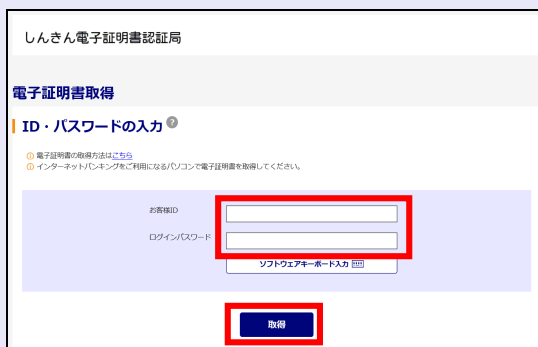 しんきん電子証明書認証局
電子証明書取得
ID・パスワードの入力 ?
電子証明書の取得方法はこちら
インターネットバンキングをご利用になるパソコンで電子証明書を取得してください。
お客様ID
ログインパスワード
ソフトウェアキーボード入力
取得